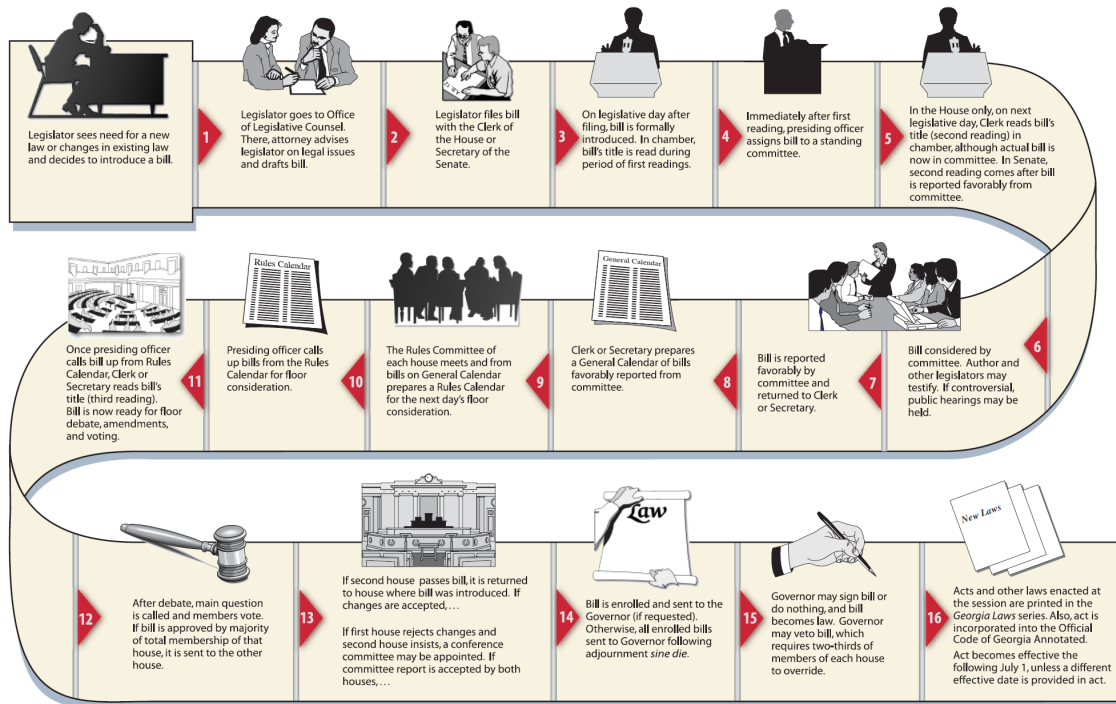 Legislator sees need for a new
law or changes in existing law
and decides to introduce a bill.
1
Legislator goes to Office
of Legislative Counsel.
There, attorney advises
legislator on legal issues
and drafts bill.
2
Legislator files bill
with the Clerk of
the House or
Secretary of the
Senate.
3
On legislative day after
filing, bill is formally
introduced. In chamber,
bill's title is read during
period of first readings.
4
Immediately after first
reading, presiding officer
assigns bill to a standing
committee.
5
In the House only, on next
legislative day, Clerk reads bill's
title (second reading) in
chamber, although actual bill is
now in committee. In Senate,
second reading comes after bill
is reported favorably from
committee.
6
Bill considered by
committee. Author and
other legislators may
testify. If controversial,
public hearings may be
held.
7
Bill is reported
favorably by
committee and
returned to Clerk
or Secretary.
8
General Calendar
Clerk or Secretary prepares
a General Calendar of bills
favorably reported from
committee.
9
The Rules Committee of
each house meets and from
bills on General Calendar
prepares a Rules Calendar
for the next day's floor
consideration.
10
Rules Calendar
Presiding officer calls
up bills from the Rules
Calendar for floor
consideration.
11
Once presiding officer
calls bill up from Rules
Calendar, Clerk or
Secretary reads bill's
title (third reading).
Bill is now ready for floor
debate, amendments,
and voting.
12
After debate, main question
is called and members vote.
If bill is approved by majority
of total membership of that
house, it is sent to the other
house.
13
If second house passes bill, it is returned
to house where bill was introduced. If
changes are accepted, . . .
If first house rejects changes and
second house insists, a conference
committee may be appointed. If
committee report is accepted by both
houses, . . .
14
Law
Bill is enrolled and sent to the
Governor (if requested).
Otherwise, all enrolled bills
sent to Governor following
adjournment sine die.
15
Governor may sign bill or
do nothing, and bill
becomes law. Governor
may veto bill, which
requires two-thirds of
members of each house
to override.
16
New Laws
Acts and other laws enacted at
the session are printed in the
Georgia Laws series. Also, act is
incorporated into the Official
Code of Georgia Annotated.
Act becomes effective the
following July 1, unless a different
effective date is provided in act.